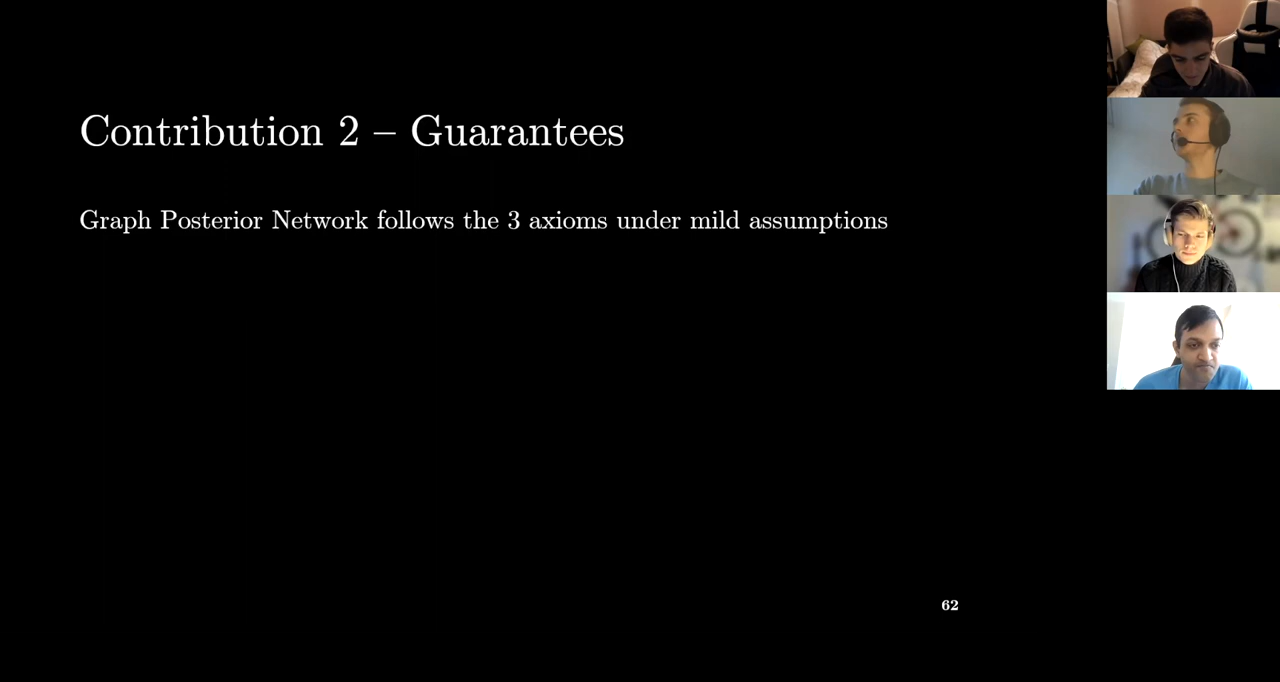 Contribution 2 – Guarantees
Graph Posterior Network follows the 3 axioms under mild assumptions
62